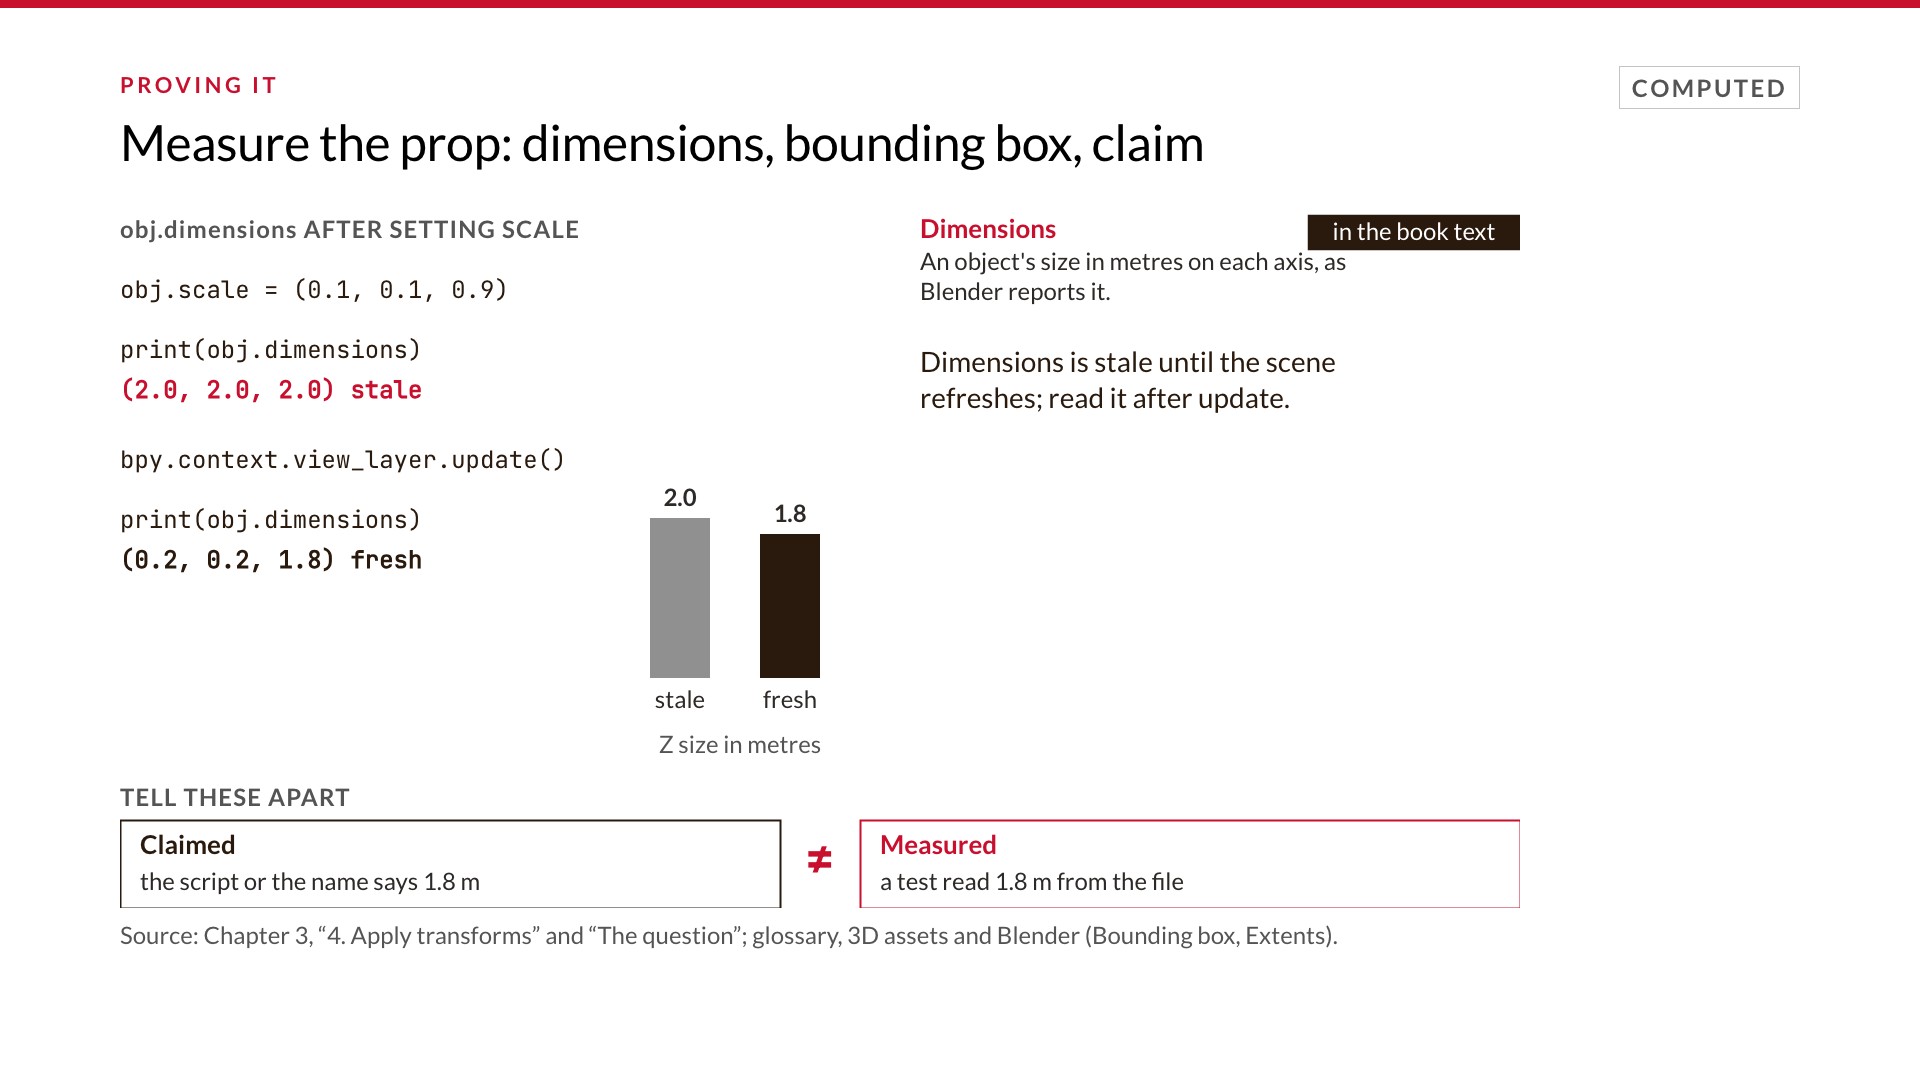 PROVING IT
COMPUTED
Measure the prop: dimensions, bounding box, claim
obj.dimensions AFTER SETTING SCALE
obj.scale = (0.1, 0.1, 0.9)
print(obj.dimensions)
(2.0, 2.0, 2.0) stale
bpy.context.view_layer.update()
print(obj.dimensions)
(0.2, 0.2, 1.8) fresh
2.0
1.8
stale
fresh
Z size in metres
Dimensions
in the book text
An object's size in metres on each axis, as
Blender reports it.
Dimensions is stale until the scene
refreshes; read it after update.
TELL THESE APART
Claimed
the script or the name says 1.8 m
≠
Measured
a test read 1.8 m from the file
Source: Chapter 3, “4. Apply transforms” and “The question”; glossary, 3D assets and Blender (Bounding box, Extents).